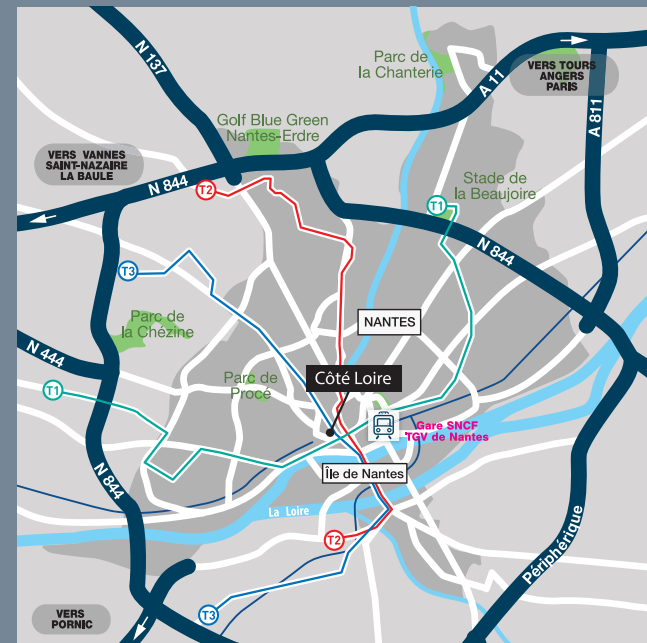 N 137
Parc de
la Chanterie
A 11
VERS TOURS
ANGERS
PARIS
A 811
Golf Blue Green
Nantes-Erdre
VERS VANNES
SAINT-NAZAIRE
LA BAULE
N 844
T2
Stade de
la Beaujoire
T1
N 844
T3
Parc de
la Chézine
NANTES
N 444
T1
Parc de
Procé
Côté Loire
Gare SNCF
TGV de Nantes
Île de Nantes
N 844
La Loire
T2
Périphérique
T3
VERS
PORNIC